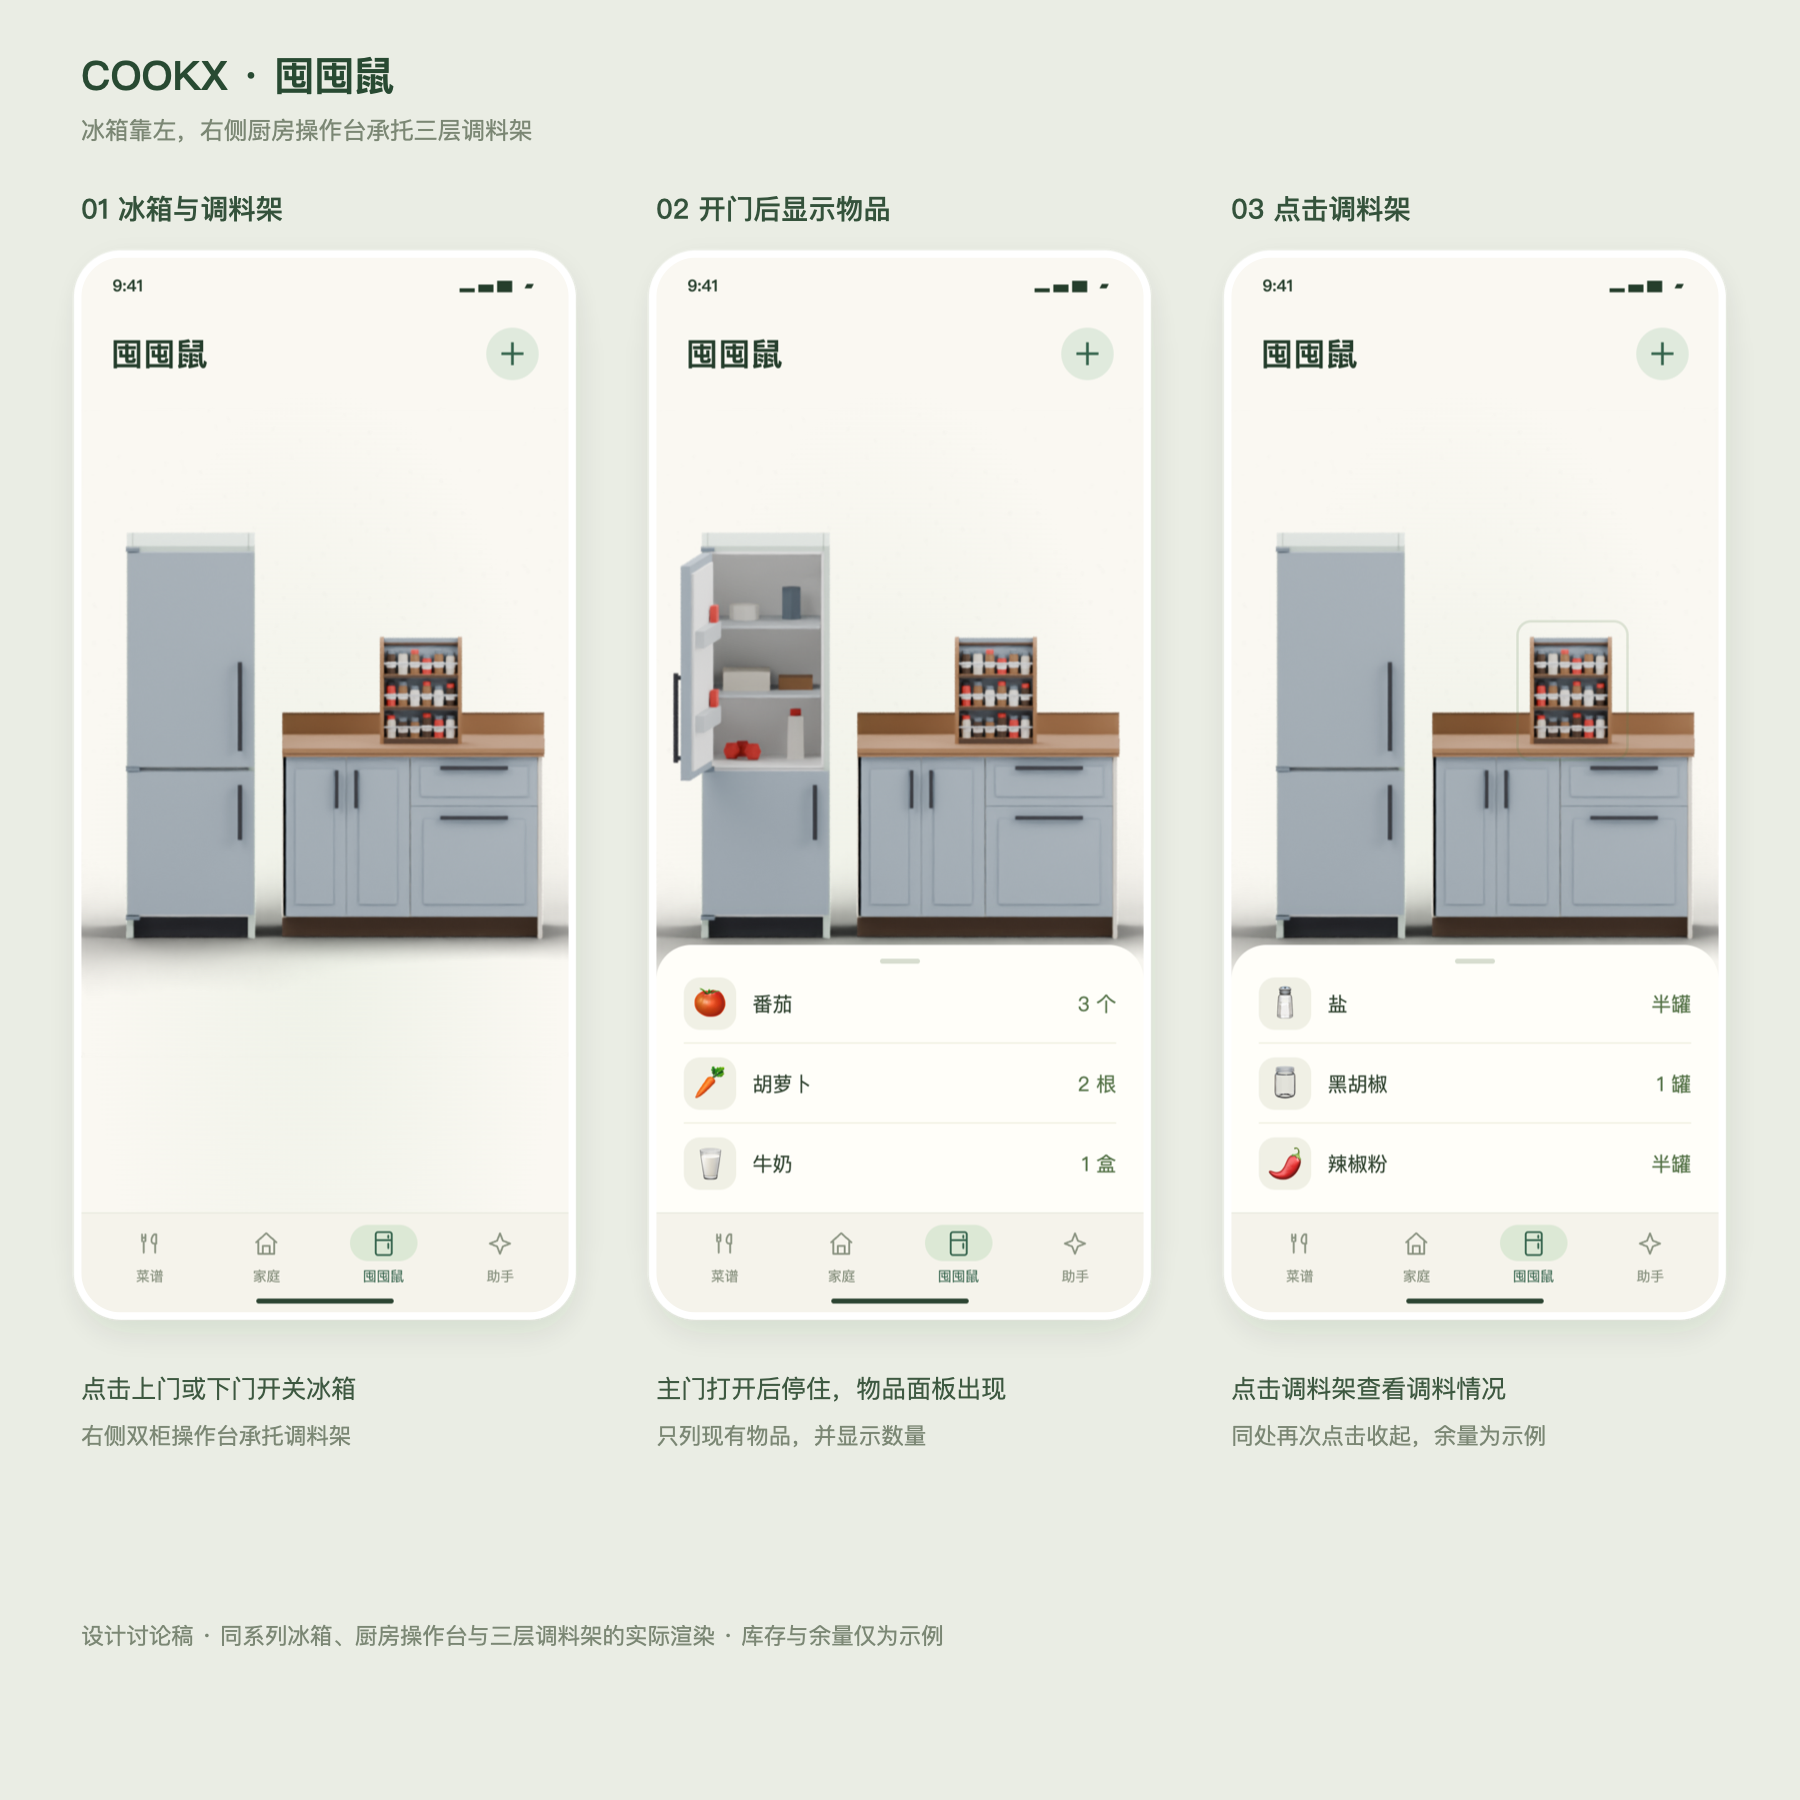 COOKX · 囤囤鼠
冰箱靠左，右侧厨房操作台承托三层调料架
01 冰箱与调料架
9:41
囤囤鼠
菜谱
家庭
囤囤鼠
助手
点击上门或下门开关冰箱
右侧双柜操作台承托调料架
02 开门后显示物品
9:41
囤囤鼠
番茄 3 个
胡萝卜 2 根
牛奶 1 盒
菜谱
家庭
囤囤鼠
助手
主门打开后停住，物品面板出现
只列现有物品，并显示数量
03 点击调料架
9:41
囤囤鼠
盐 半罐
黑胡椒 1 罐
辣椒粉 半罐
菜谱
家庭
囤囤鼠
助手
点击调料架查看调料情况
同处再次点击收起，余量为示例
设计讨论稿 · 同系列冰箱、厨房操作台与三层调料架的实际渲染 · 库存与余量仅为示例